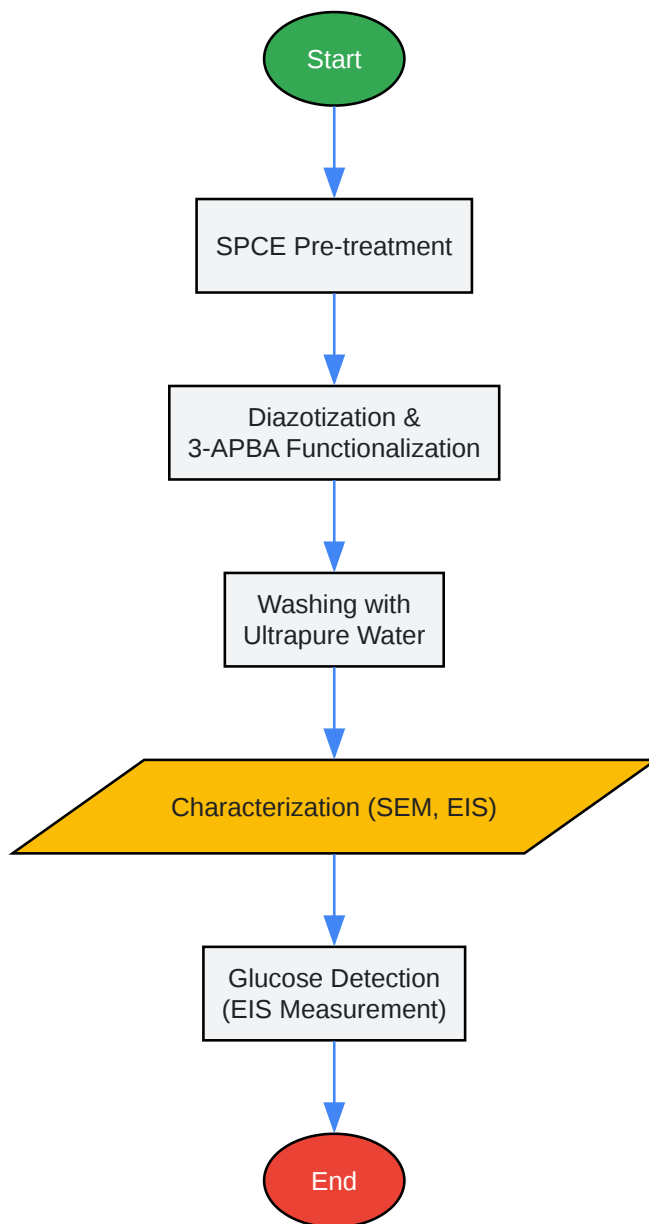 Start
SPCE Pre-treatment
Diazotization &
3-APBA Functionalization
Washing with
Ultrapure Water
Characterization (SEM, EIS)
Glucose Detection
(EIS Measurement)
End